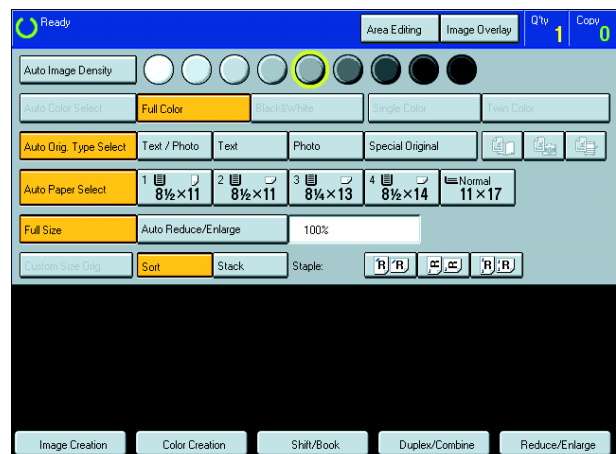 Ready Area Editing Image Overlay Q'ty 1 Copy 0
Auto Image Density
Auto Color Select Full Color Black&White Single Color Twin Color
Auto Orig. Type Select Text / Photo Text Photo Special Original
Auto Paper Select 1 8½×11 2 8½×11 3 8¼×13 4 8½×14 Normal 11×17
Full Size Auto Reduce/Enlarge 100%
Custom Size Orig. Sort Stack Staple: R R R R R R
Image Creation Color Creation Shift/Book Duplex/Combine Reduce/Enlarge